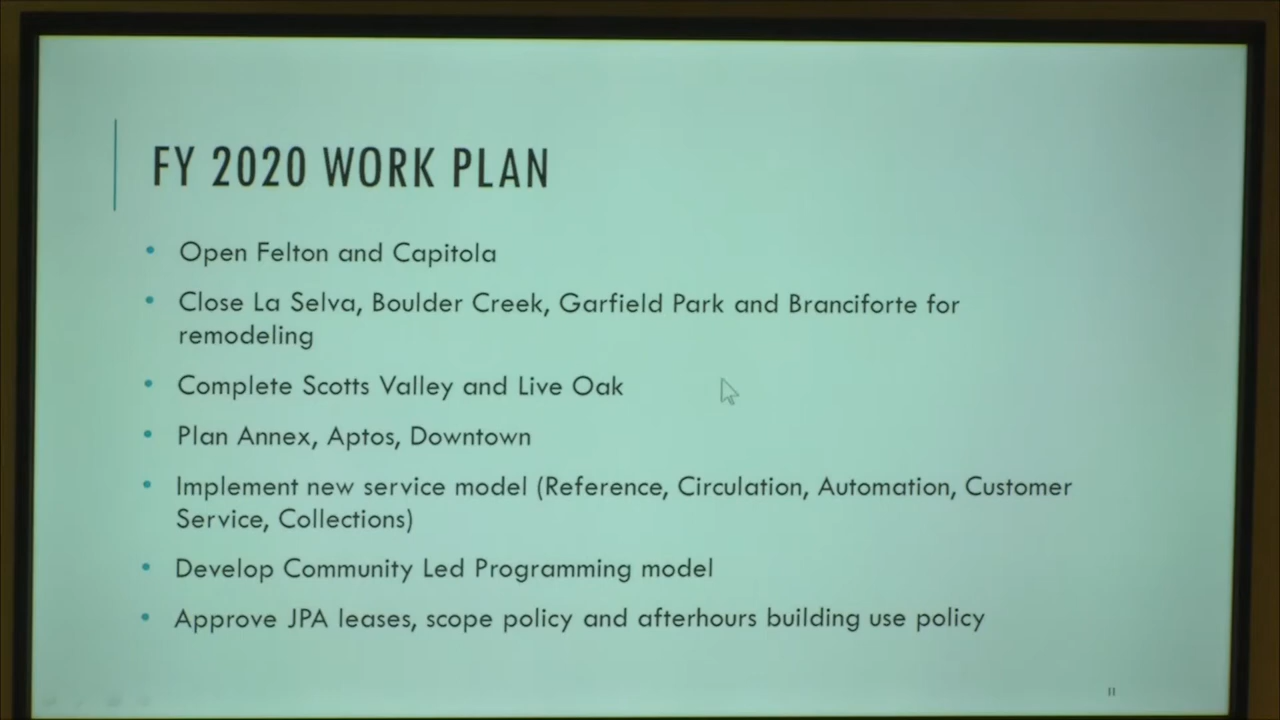 FY 2020 WORK PLAN
• Open Felton and Capitola
• Close La Selva, Boulder Creek, Garfield Park and Branciforte for
remodeling
• Complete Scotts Valley and Live Oak
• Plan Annex, Aptos, Downtown
• Implement new service model (Reference, Circulation, Automation, Customer
Service, Collections)
• Develop Community Led Programming model
• Approve JPA leases, scope policy and afterhours building use policy
11